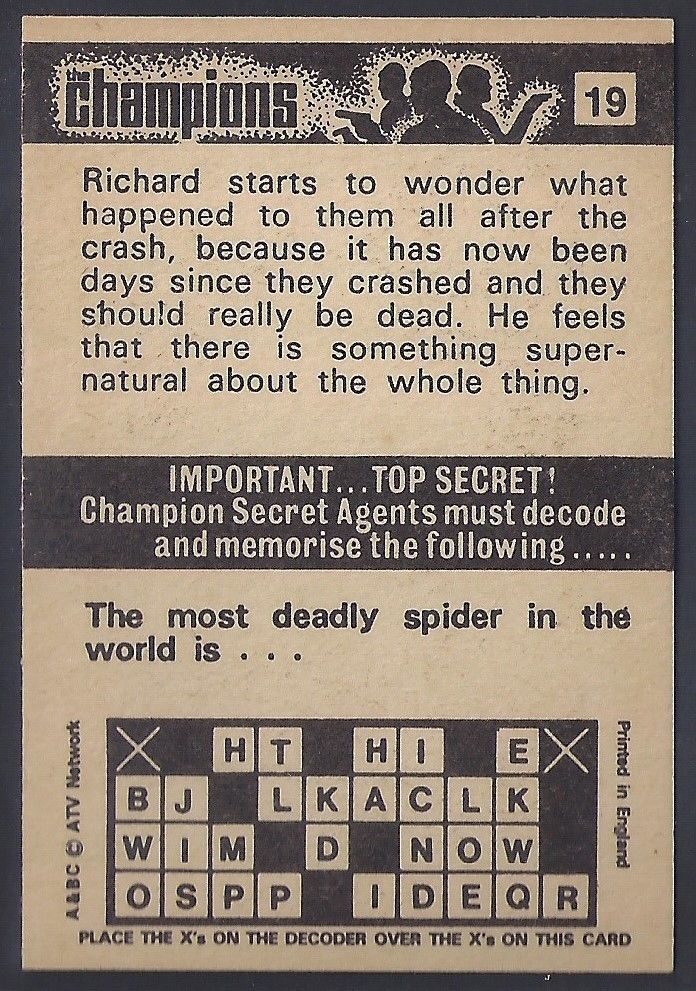 the champions
19
Richard starts to wonder what
happened to them all after the
crash, because it has now been
days since they crashed and they
should really be dead. He feels
that there is something super-
natural about the whole thing.
IMPORTANT...TOP SECRET!
Champion Secret Agents must decode
and memorise the following.....
The most deadly spider in the
world is . . .
A&BC © ATV Network
X H T H I E X
B J L K A C L K
W I M D N O W
O S P P I D E Q R
Printed in England
PLACE THE X's ON THE DECODER OVER THE X's ON THIS CARD